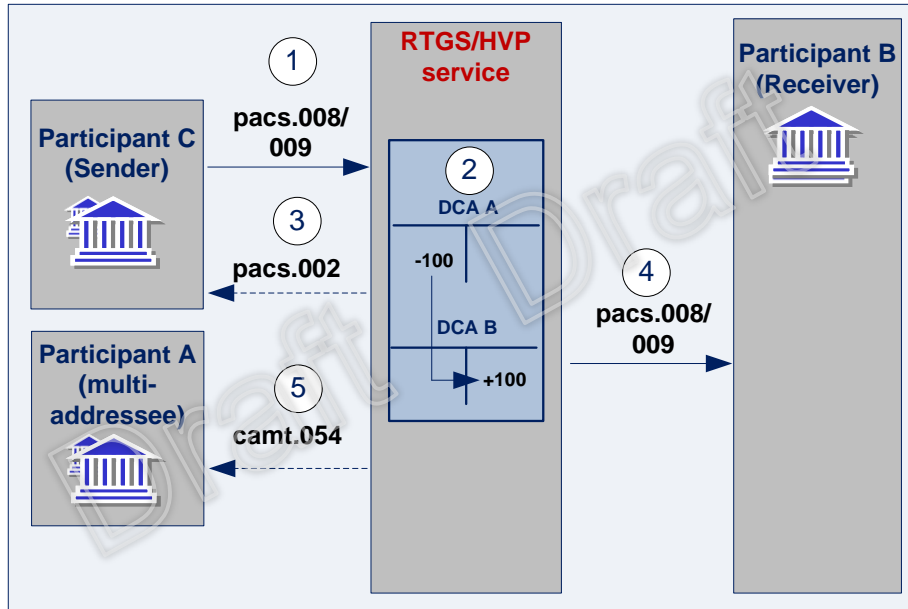 1
pacs.008/
009
Participant C
(Sender)
3
pacs.002
Participant A
(multi-
addressee)
5
camt.054
RTGS/HVP
service
2
DCA A
-100
DCA B
+100
4
pacs.008/
009
Participant B
(Receiver)
Draft
Draft